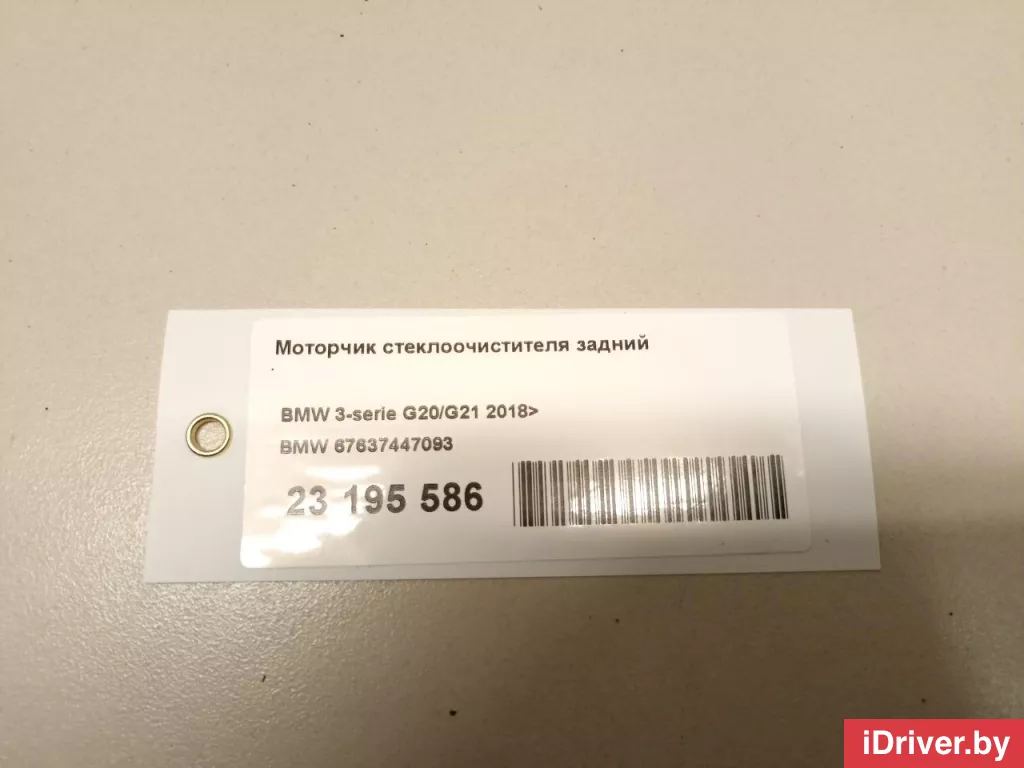 Моторчик стеклоочистителя задний
BMW 3-serie G20/G21 2018>
BMW 67637447093
23 195 586
iDriver.by